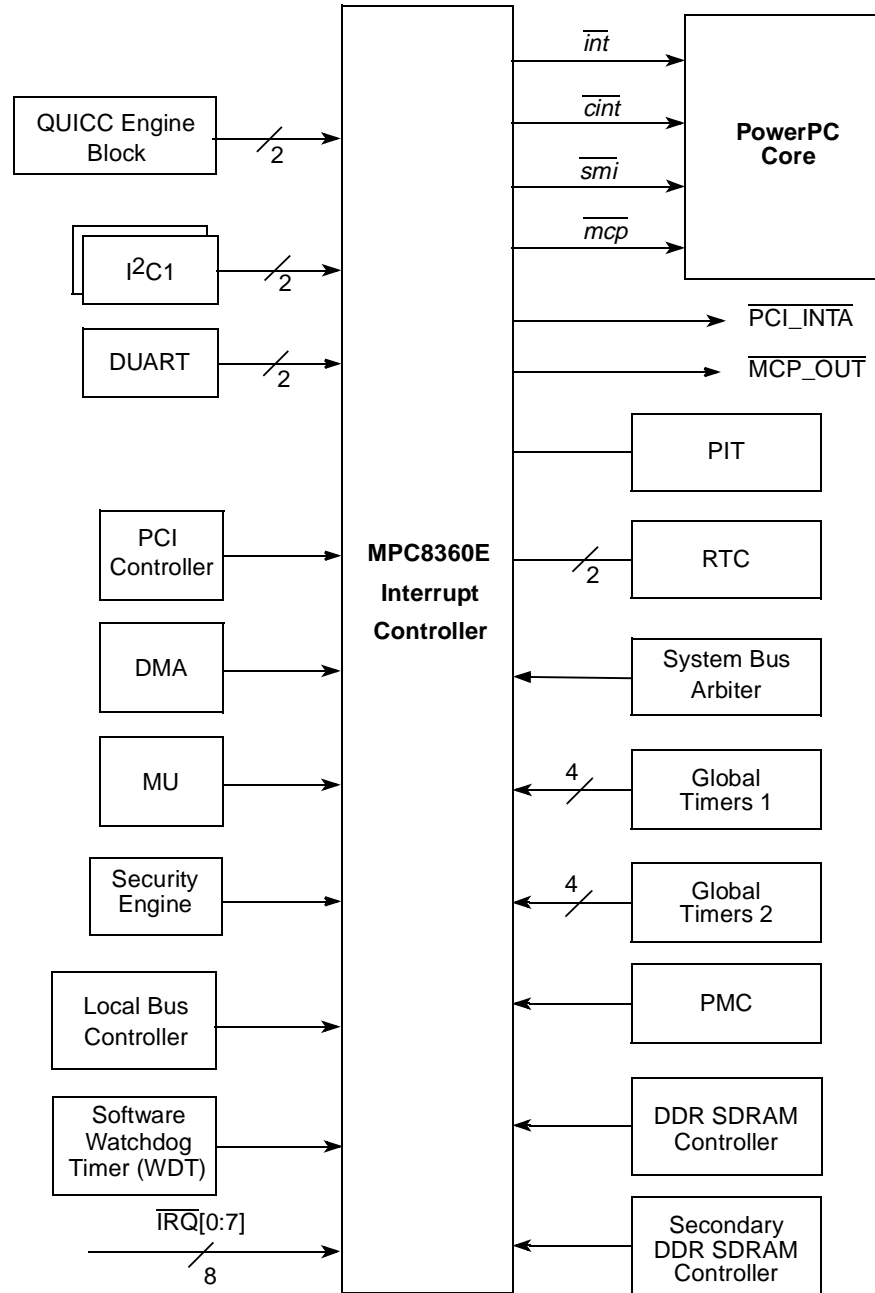 int
cint
smi
mcp
PowerPC
Core
QUICC Engine
Block
2
I2C1
2
DUART
2
PCI_INTA
MCP_OUT
PIT
PCI
Controller
MPC8360E
Interrupt
Controller
2
RTC
DMA
System Bus
Arbiter
MU
4
Global
Timers 1
Security
Engine
4
Global
Timers 2
Local Bus
Controller
PMC
Software
Watchdog
Timer (WDT)
DDR SDRAM
Controller
IRQ[0:7]
8
Secondary
DDR SDRAM
Controller